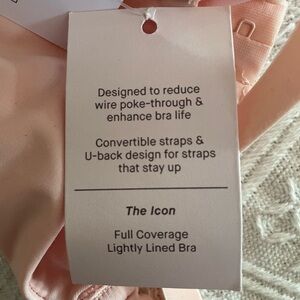 Designed to reduce
wire poke-through &
enhance bra life
Convertible straps &
U-back design for straps
that stay up
The Icon
Full Coverage
Lightly Lined Bra